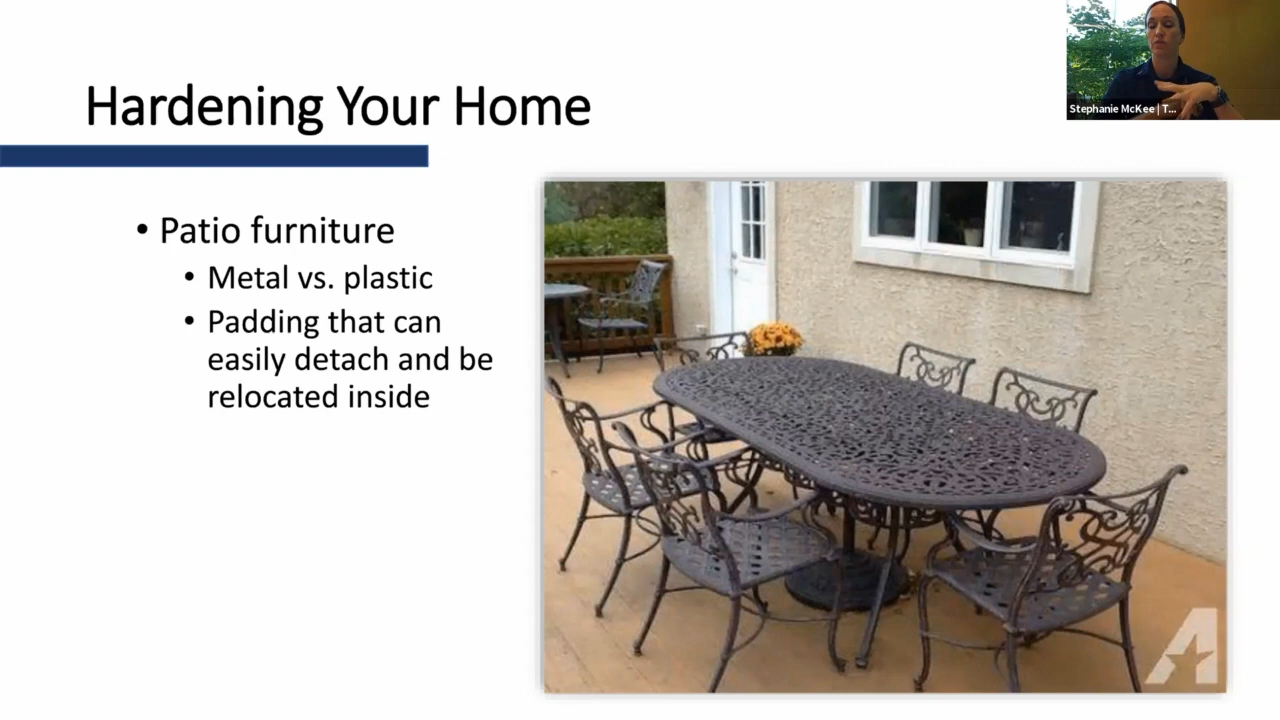 Hardening Your Home
Stephanie McKee | T...
• Patio furniture
• Metal vs. plastic
• Padding that can
easily detach and be
relocated inside